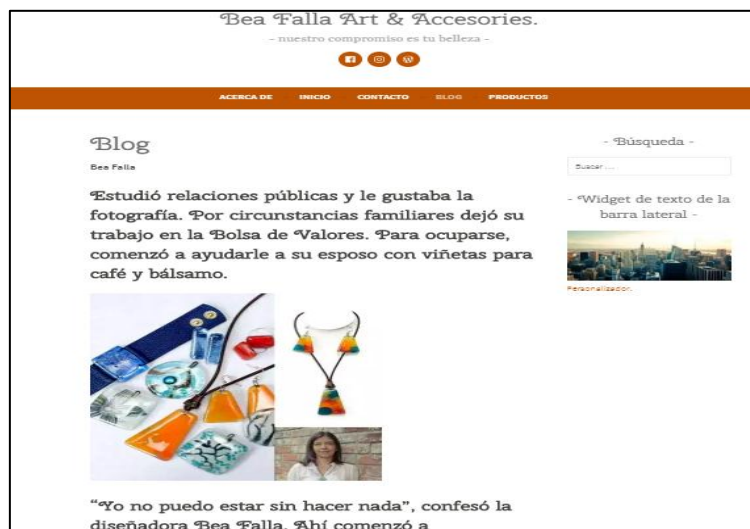 Bea Falla Art & Accesories.
- nuestro compromiso es tu belleza -
ACERCA DE INICIO CONTACTO BLOG PRODUCTOS
Blog
Bea Falla
Estudió relaciones públicas y le gustaba la
fotografía. Por circunstancias familiares dejó su
trabajo en la Bolsa de Valores. Para ocuparse,
comenzó a ayudarle a su esposo con viñetas para
café y bálsamo.
“Yo no puedo estar sin hacer nada”, confesó la
diseñadora Bea Falla. Ahí comenzó a
- Búsqueda -
Buscar ...
- Widget de texto de la
barra lateral -
Personalizador.